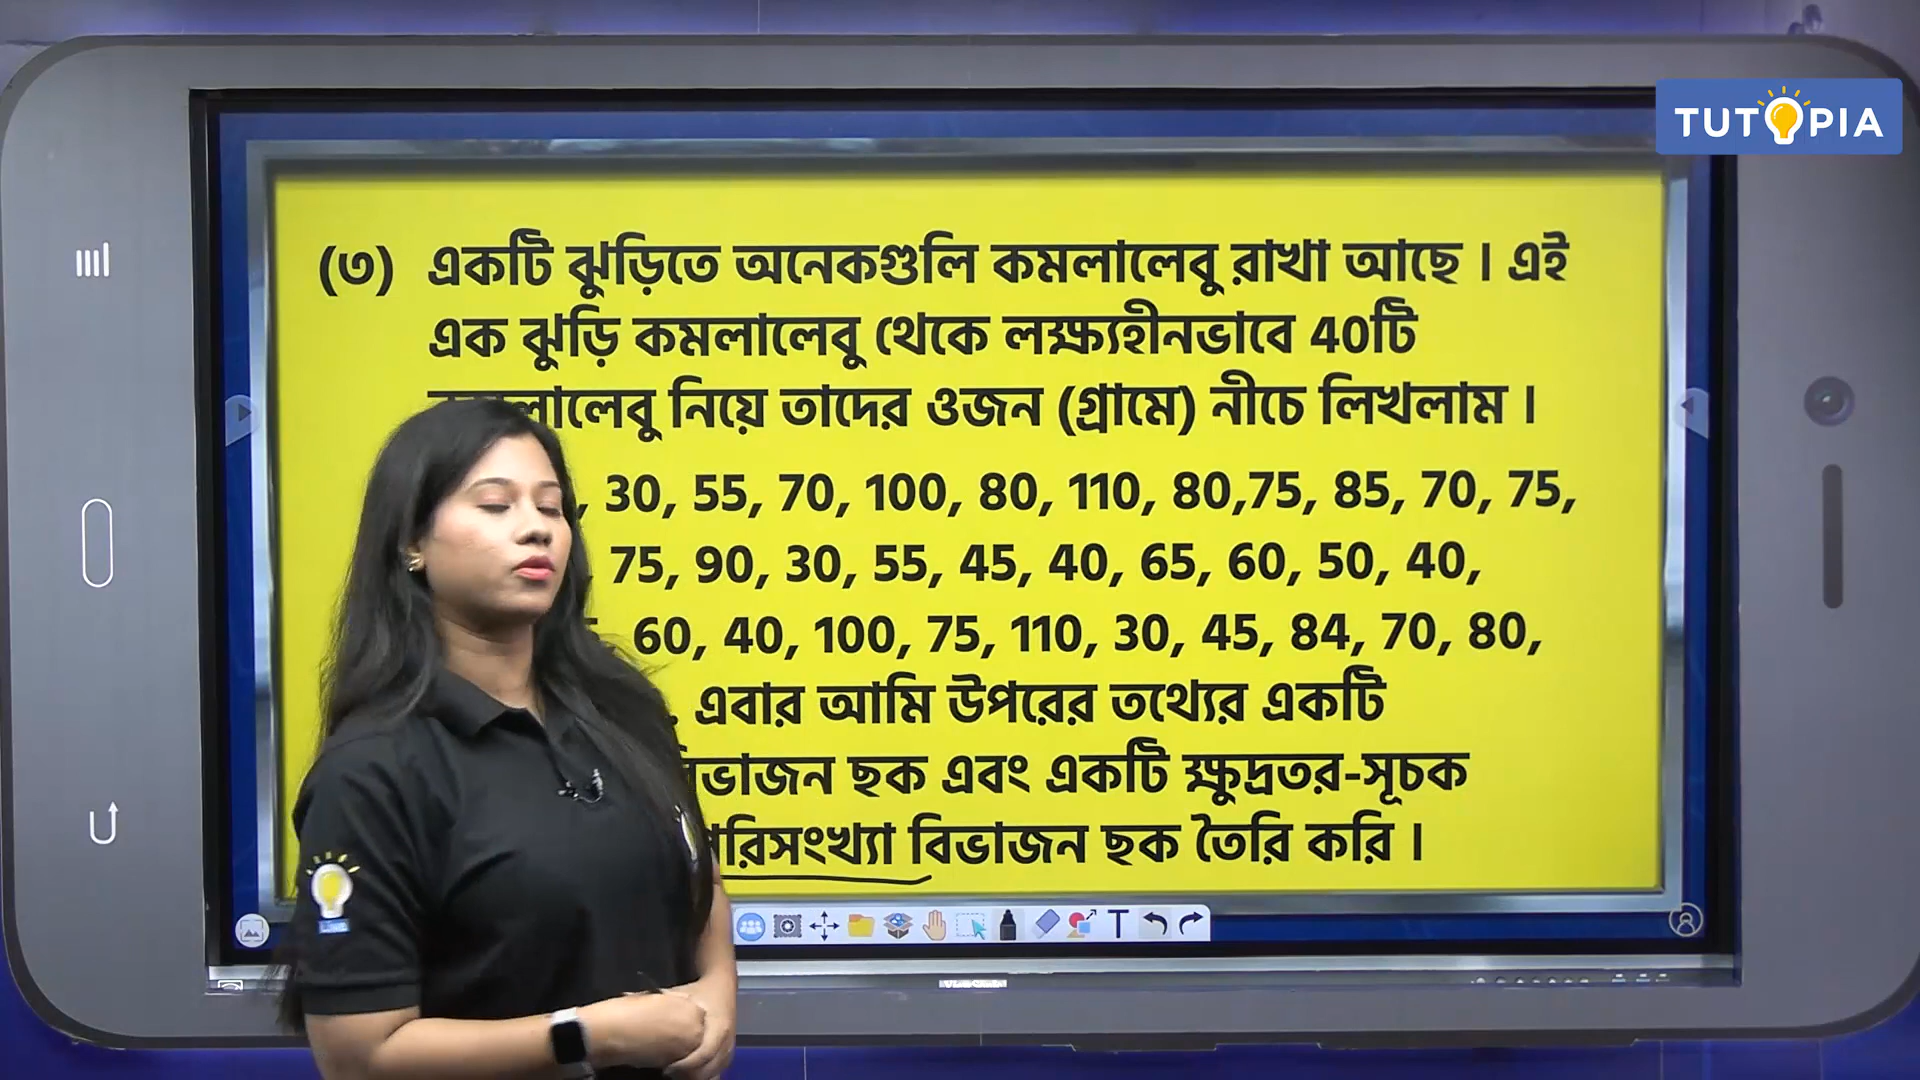 TUTOPIA
(৩) একটি ঝুড়িতে অনেকগুলি কমলালেবু রাখা আছে । এই
এক ঝুড়ি কমলালেবু থেকে লক্ষ্যহীনভাবে 40টি
নিয়ে তাদের ওজন (গ্রামে) নীচে লিখলাম ।
, 30, 55, 70, 100, 80, 110, 80,75, 85, 70, 75,
75, 90, 30, 55, 45, 40, 65, 60, 50, 40,
60, 40, 100, 75, 110, 30, 45, 84, 70, 80,
. এবার আমি উপরের তথ্যের একটি
ছক এবং একটি ক্ষুদ্রতর-সূচক
বিভাজন ছক তৈরি করি ।